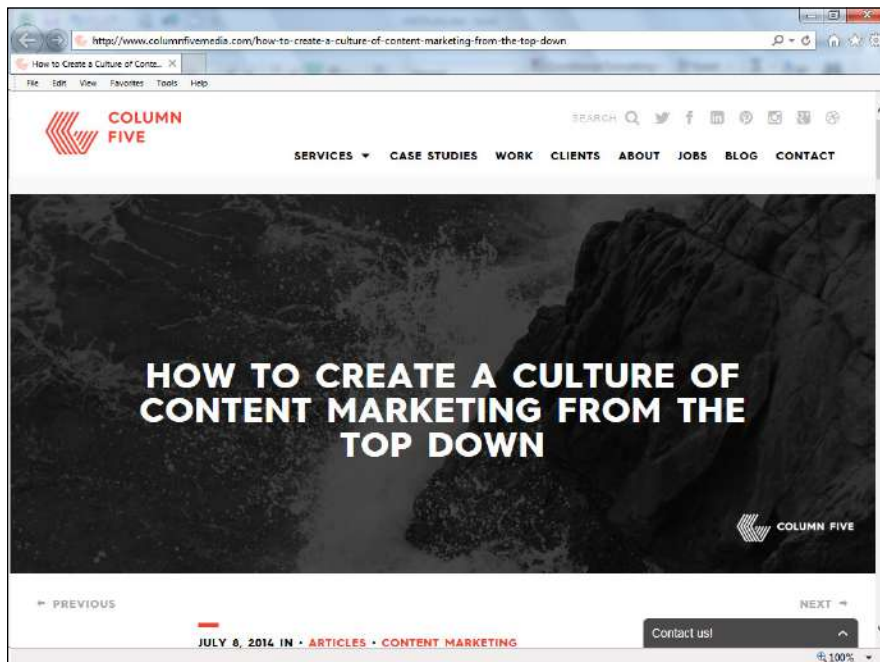 http://www.columnfivemedia.com/how-to-create-a-culture-of-content-marketing-from-the-top-down
How to Create a Culture of Conte...
File Edit View Favorites Tools Help
COLUMN
FIVE
SEARCH
SERVICES CASE STUDIES WORK CLIENTS ABOUT JOBS BLOG CONTACT
HOW TO CREATE A CULTURE OF
CONTENT MARKETING FROM THE
TOP DOWN
COLUMN FIVE
← PREVIOUS
NEXT →
JULY 8, 2014 IN • ARTICLES • CONTENT MARKETING
Contact us!
100%